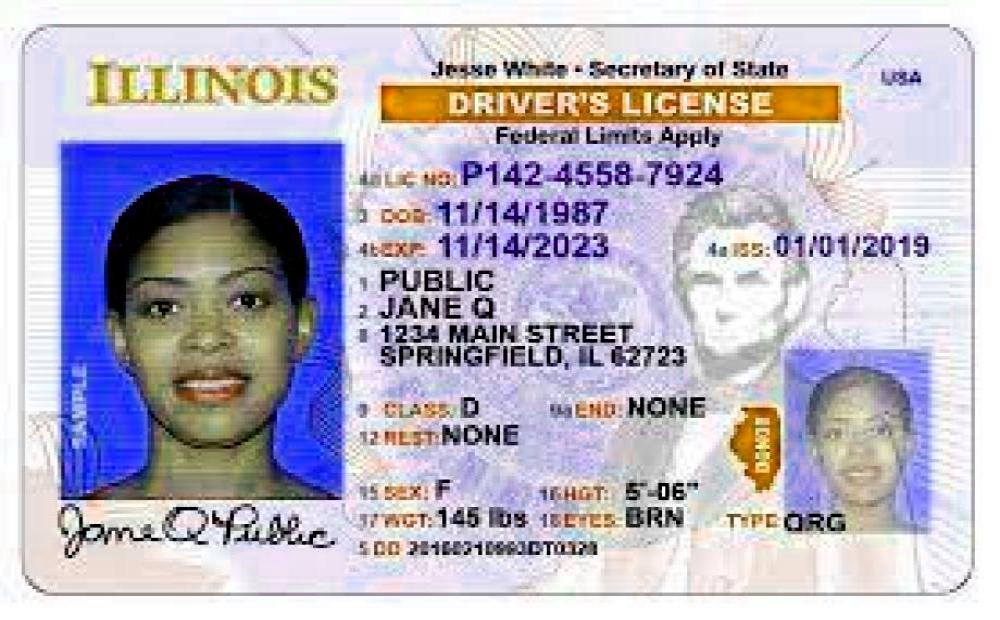 ILLINOIS
Jesse White • Secretary of State
USA
DRIVER'S LICENSE
Federal Limits Apply
4d LIC NO: P142-4558-7924
3 DOB: 11/14/1987
4b EXP: 11/14/2023
4a ISS: 01/01/2019
1 PUBLIC
2 JANE Q
8 1234 MAIN STREET
SPRINGFIELD, IL 62723
SAMPLE
9 CLASS: D
9a END: NONE
12 REST: NONE
DONOR
15 SEX: F
16 HGT: 5'-06"
17 WGT: 145 lbs
18 EYES: BRN
TYPE ORG
Jane Q Public
5 DD